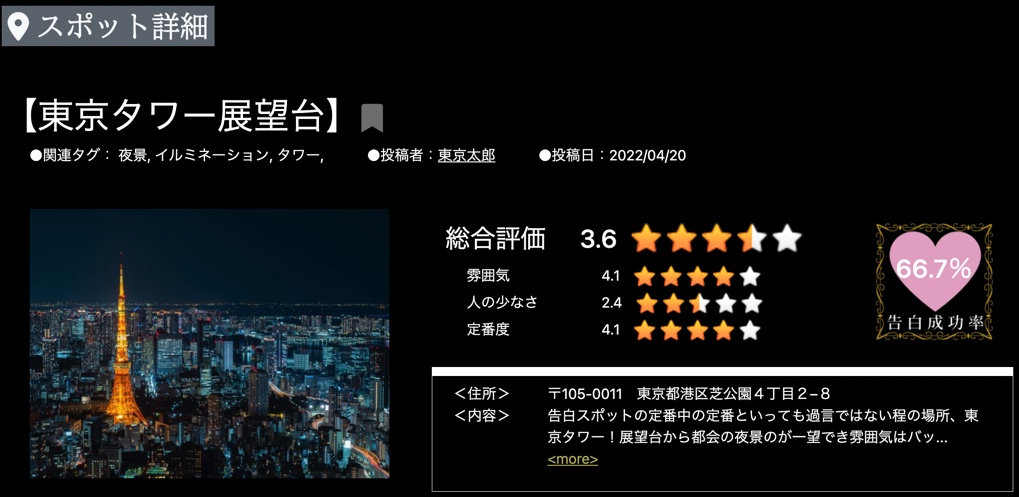 スポット詳細
【東京タワー展望台】
●関連タグ： 夜景, イルミネーション, タワー, ●投稿者：東京太郎 ●投稿日：2022/04/20
総合評価 3.6
雰囲気 4.1
人の少なさ 2.4
定番度 4.1
66.7%
告白成功率
＜住所＞ 〒105-0011 東京都港区芝公園４丁目２−８
＜内容＞ 告白スポットの定番中の定番といっても過言ではない程の場所、東
京タワー！展望台から都会の夜景のが一望でき雰囲気はバッ...
<more>